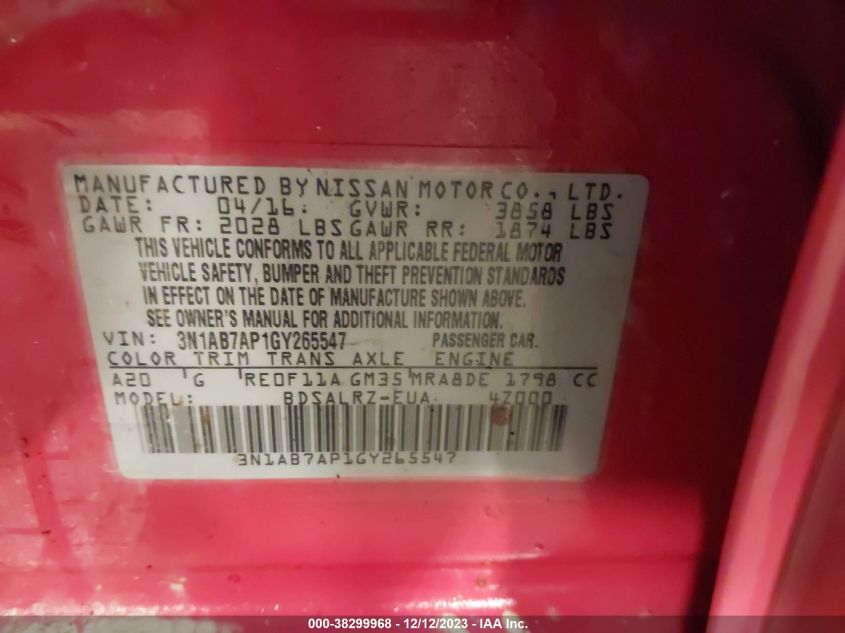 MANUFACTURED BY NISSAN MOTOR CO., LTD.
DATE: 04/16 GVWR: 3858 LBS
GAWR FR: 2028 LBS GAWR RR: 1874 LBS
THIS VEHICLE CONFORMS TO ALL APPLICABLE FEDERAL MOTOR
VEHICLE SAFETY, BUMPER AND THEFT PREVENTION STANDARDS
IN EFFECT ON THE DATE OF MANUFACTURE SHOWN ABOVE.
SEE OWNER'S MANUAL FOR ADDITIONAL INFORMATION.
VIN: 3N1AB7AP1GY265547 PASSENGER CAR.
COLOR TRIM TRANS AXLE ENGINE
A20 G RE0F11A GM35 MRA8DE 1798 CC
MODEL: BDSALRZ-EUA 4Z000
3N1AB7AP1GY265547
000-38299968 - 12/12/2023 - IAA Inc.